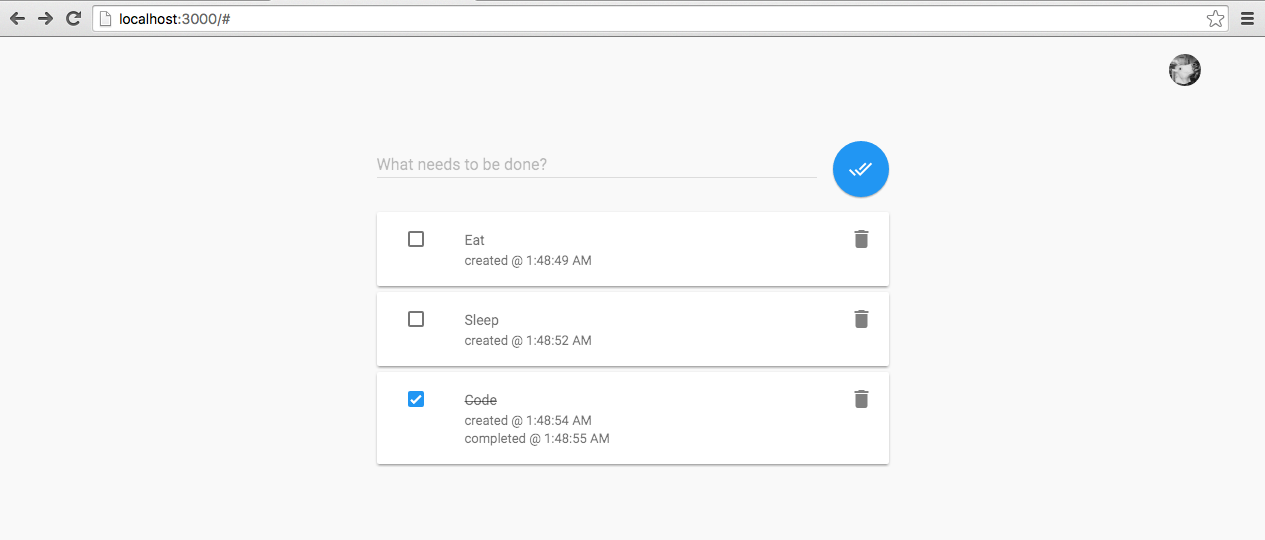 localhost:3000/#
What needs to be done?
Eat
created @ 1:48:49 AM
Sleep
created @ 1:48:52 AM
Code
created @ 1:48:54 AM
completed @ 1:48:55 AM